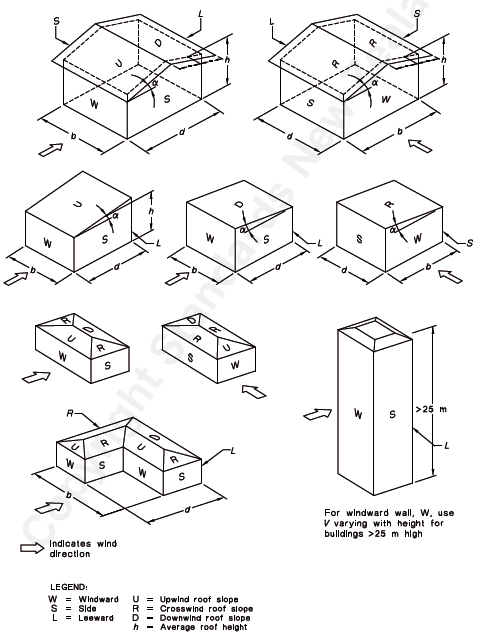 S
L
D
U
α
h
W
S
b
d
L
S
R
R
α
h
S
W
d
b
U
α
h
W
S
L
b
d
D
α
W
S
L
b
d
R
α
S
W
S
d
b
R
D
U
R
W
S
D
R
R
U
S
W
W
S
>25 m
L
R
U
R
D
U
R
W
S
W
S
L
b
d
For windward wall, W, use
V varying with height for
buildings >25 m high
Indicates wind
direction
LEGEND:
W = Windward U = Upwind roof slope
S = Side R = Crosswind roof slope
L = Leeward D - Downwind roof slope
h - Average roof height
Copyright Standards New Zealand